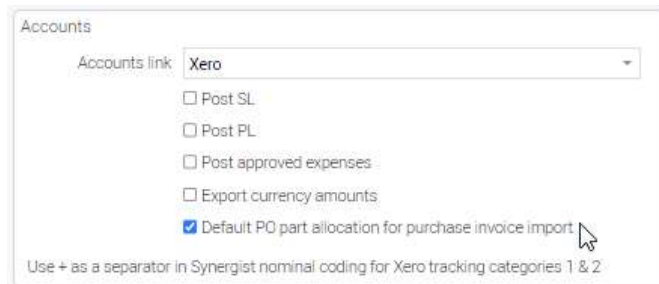 Accounts
Accounts link Xero
Post SL
Post PL
Post approved expenses
Export currency amounts
Default PO part allocation for purchase invoice import
Use + as a separator in Synergist nominal coding for Xero tracking categories 1 & 2